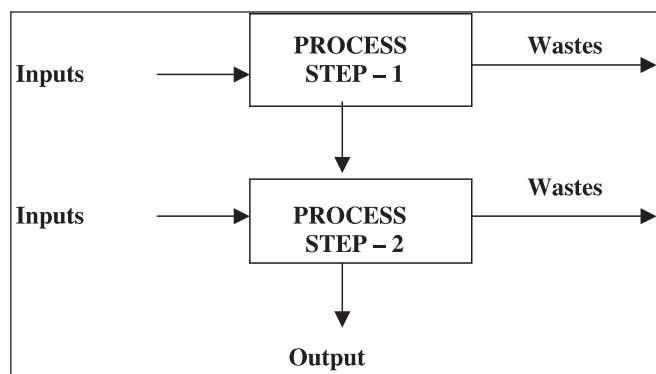 PROCESS
STEP – 1
Wastes
Inputs
Wastes
Inputs
PROCESS
STEP – 2
Output